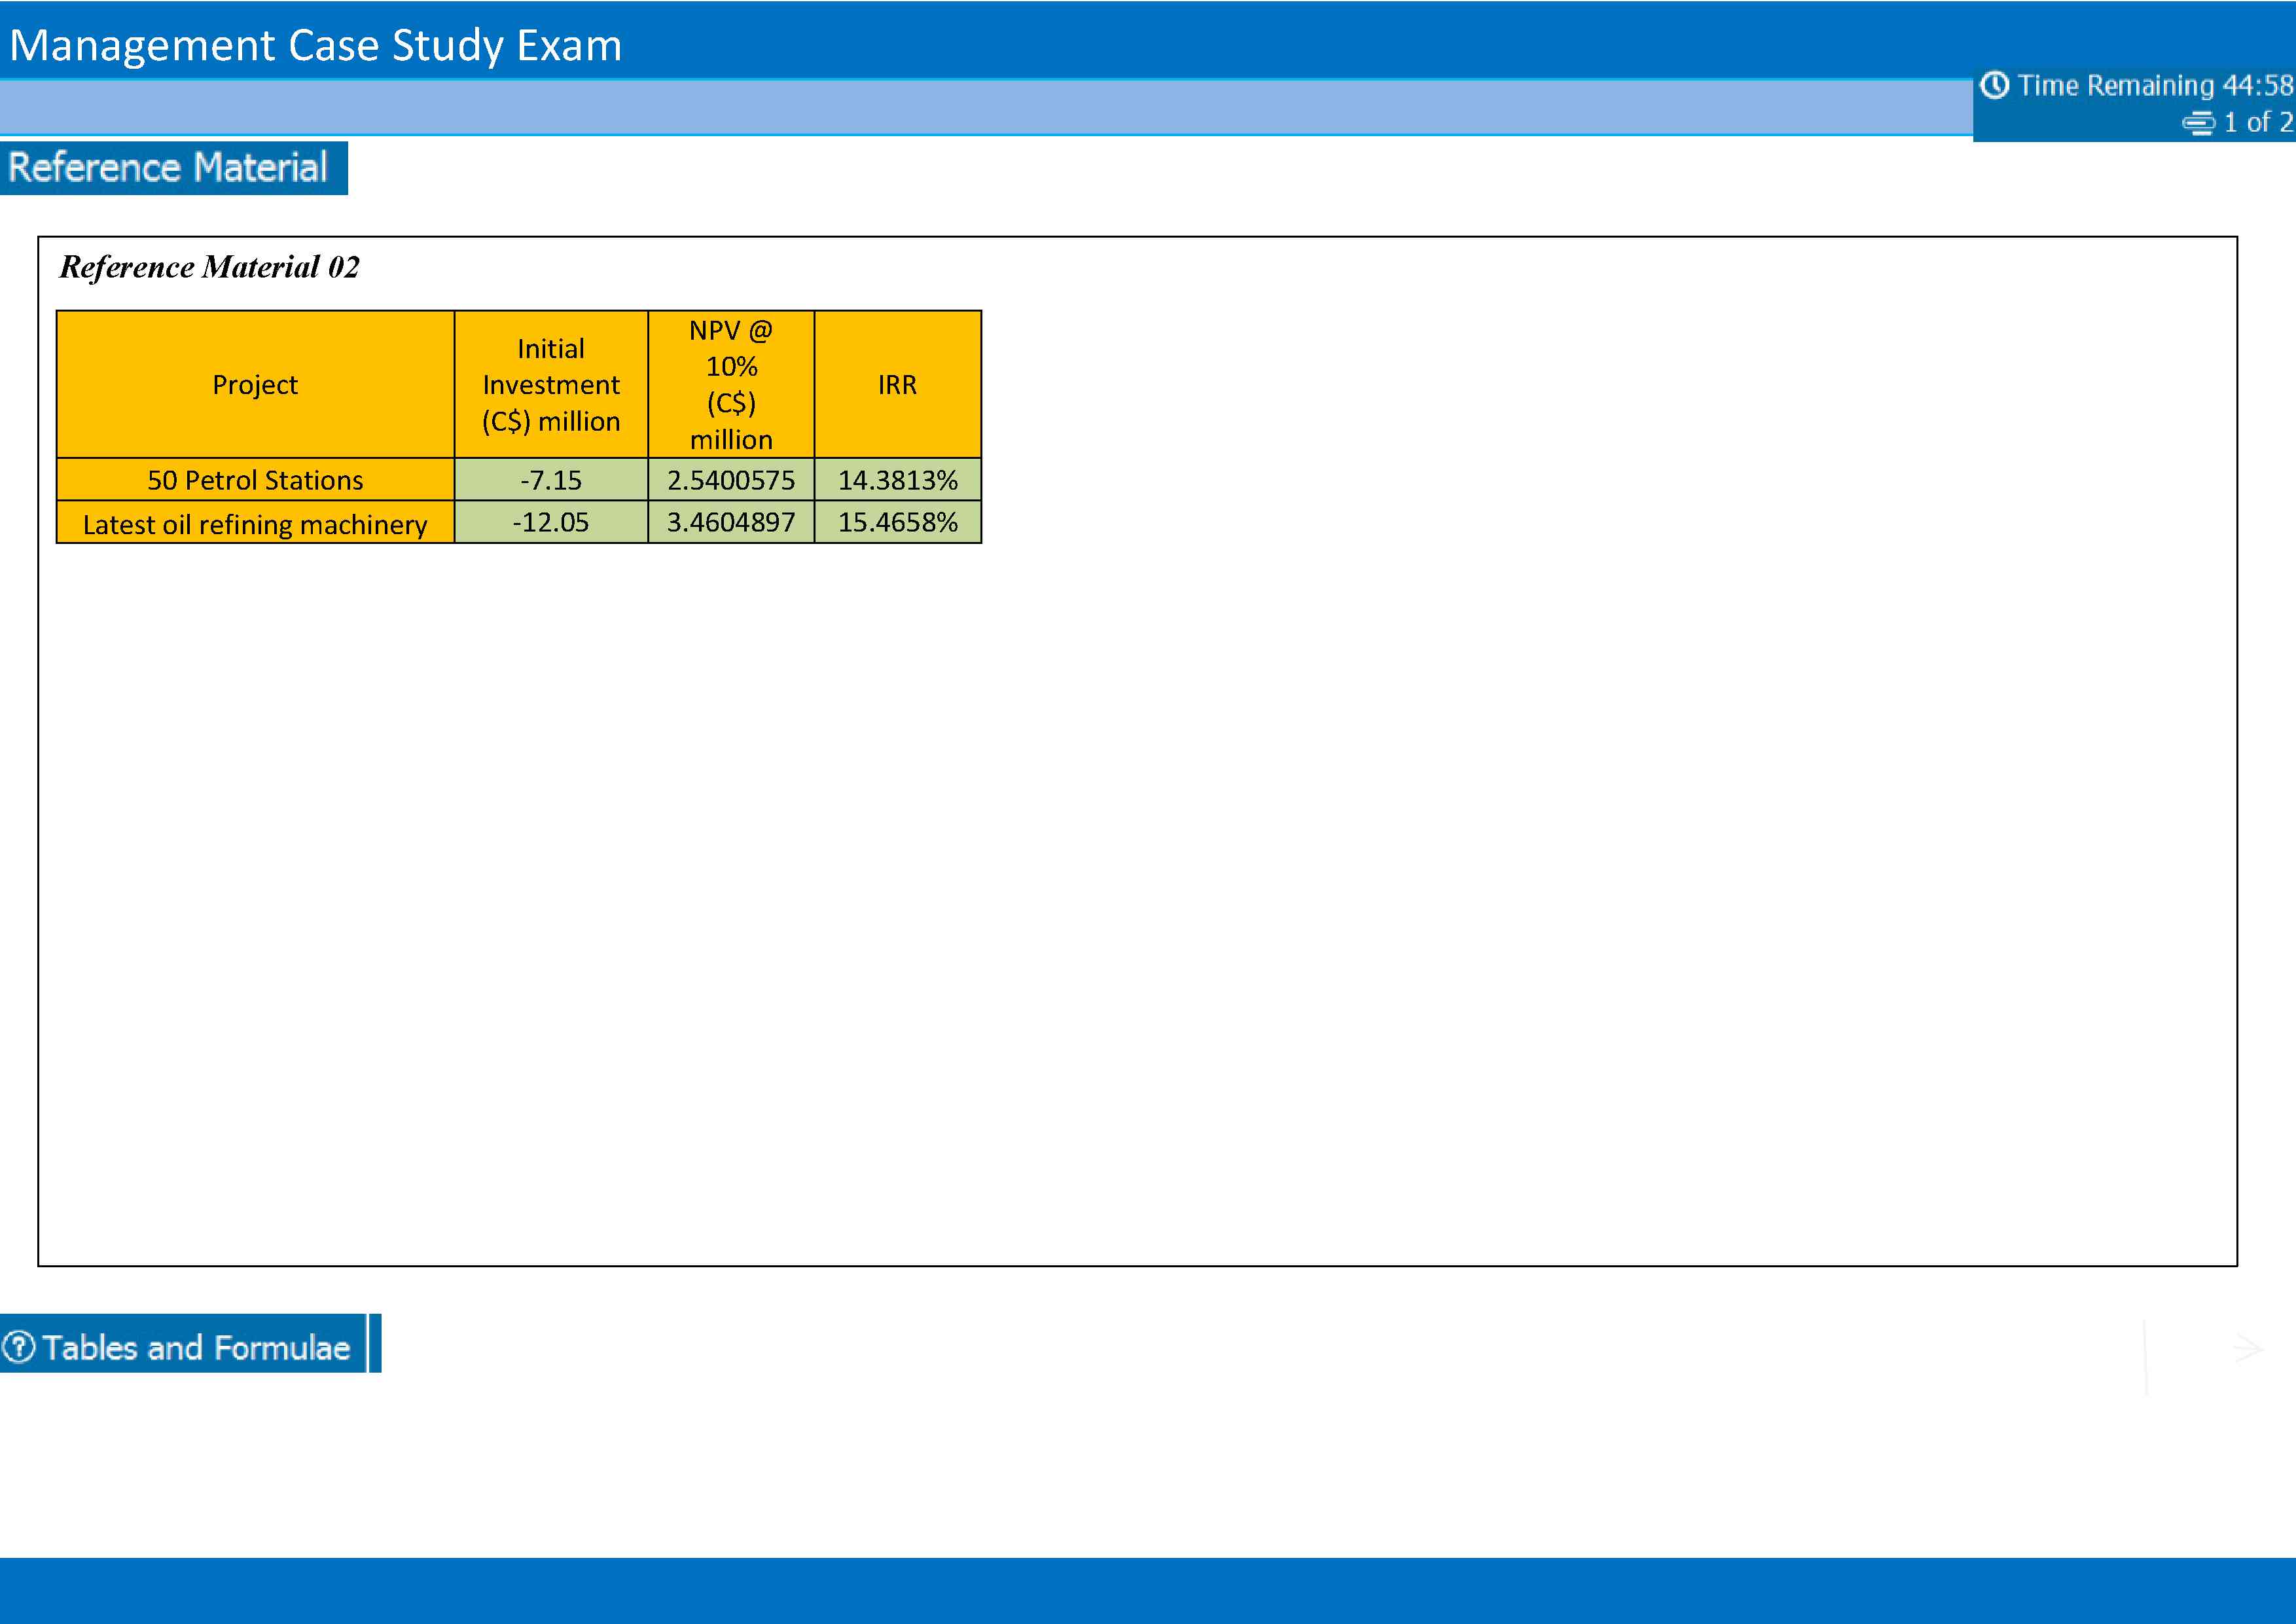 Management Case Study Exam
Time Remaining 44:58
1 of 2
Reference Material
Reference Material 02
Project
Initial
Investment
(C$) million
NPV @
10%
(C$)
million
IRR
50 Petrol Stations
-7.15
2.5400575
14.3813%
Latest oil refining machinery
-12.05
3.4604897
15.4658%
Tables and Formulae